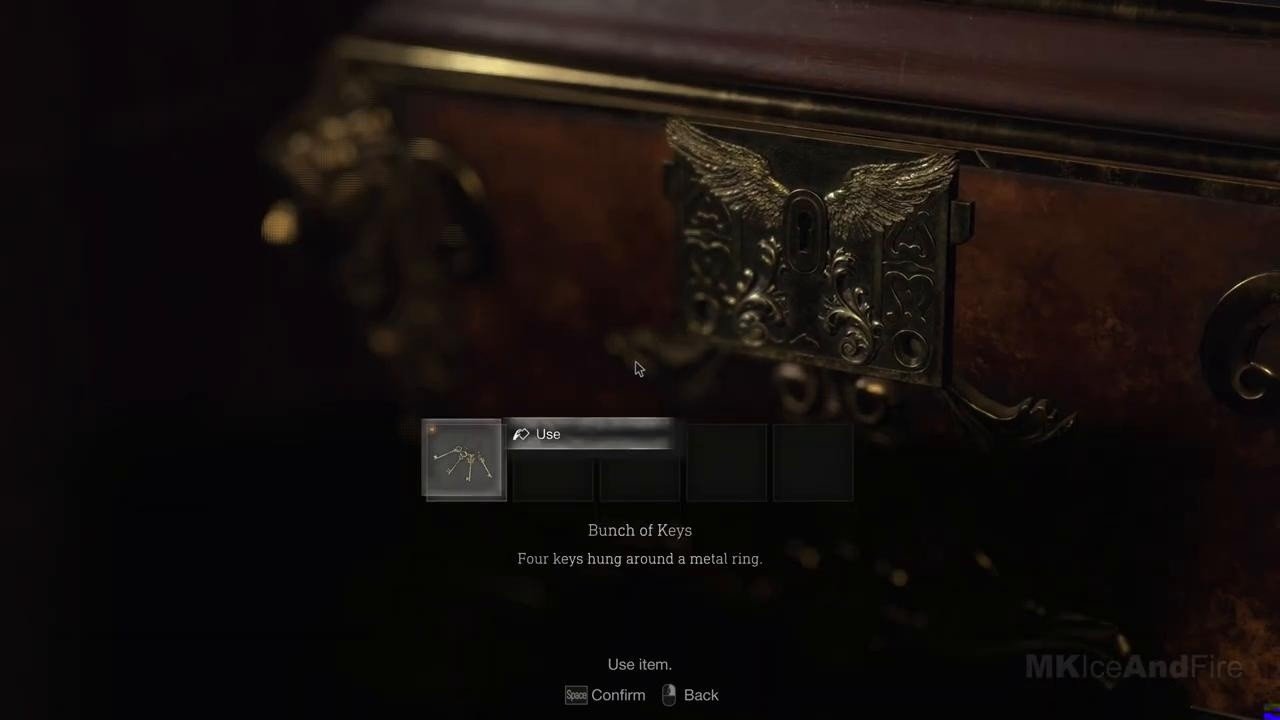 Use
Bunch of Keys
Four keys hung around a metal ring.
Use item.
Space Confirm Back
MKIceAndFire